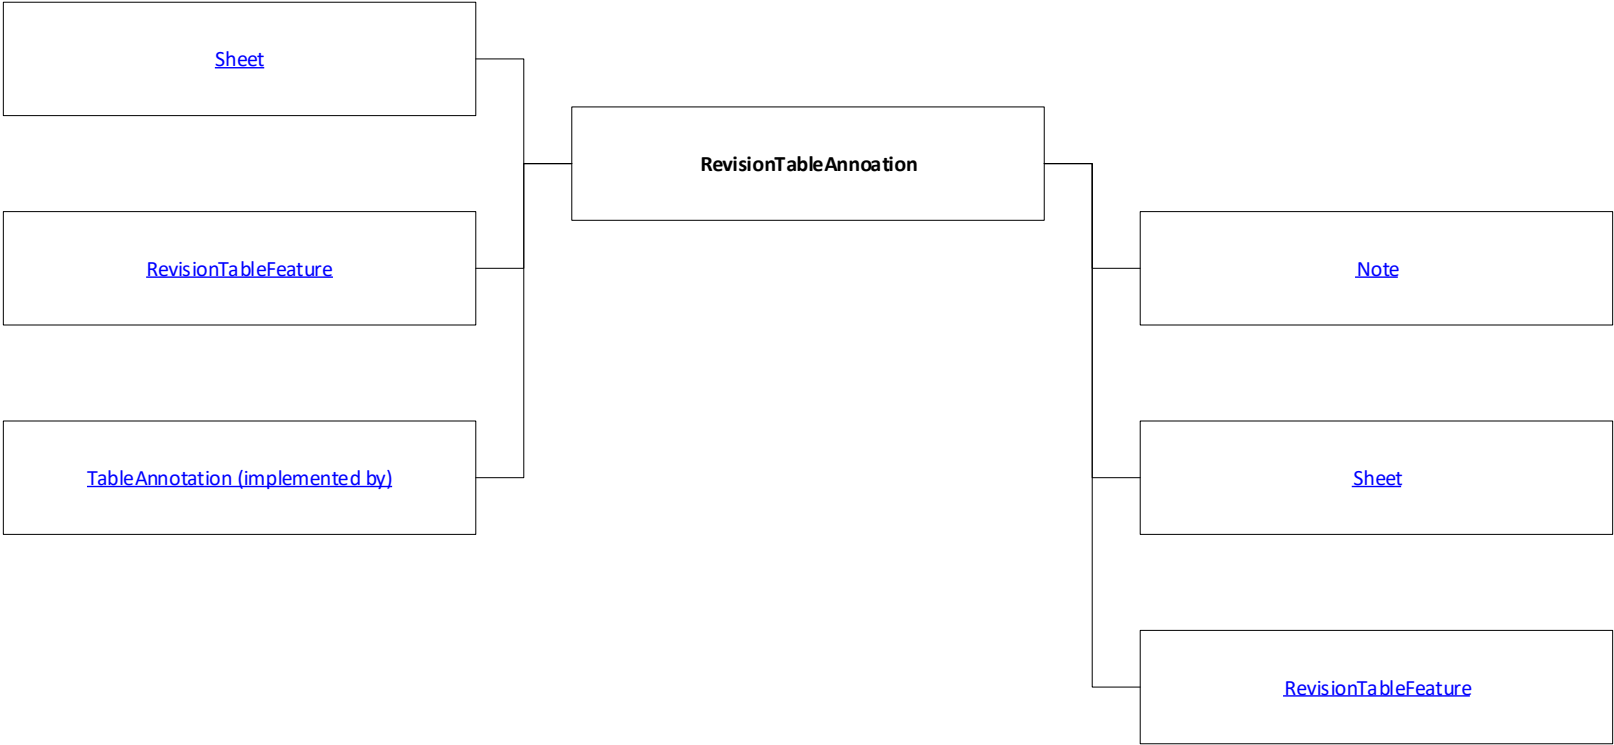 Sheet
RevisionTableAnnoation
RevisionTableFeature
Note
TableAnnotation (implemented by)
Sheet
RevisionTableFeature